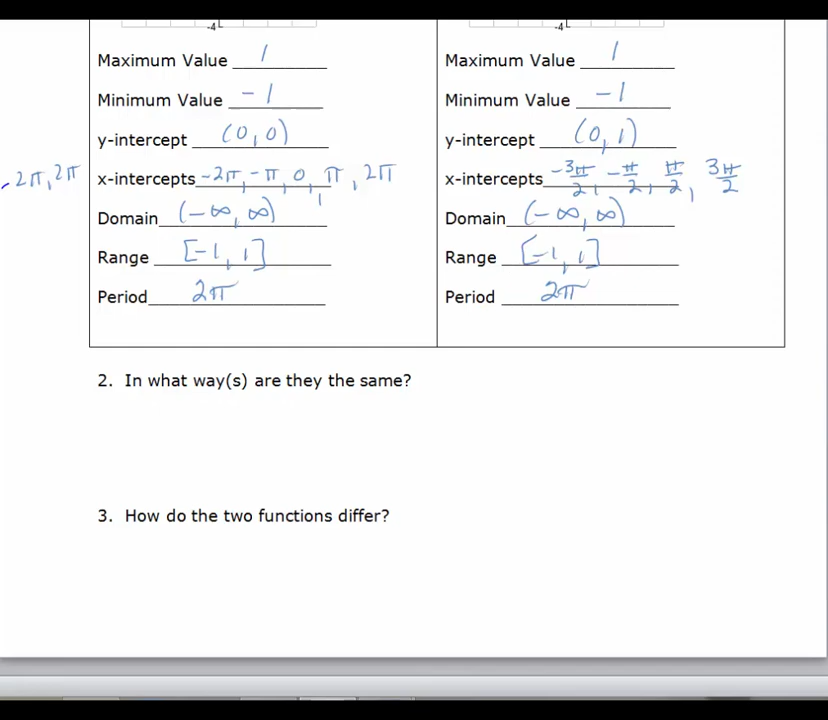 -4
-4
Maximum Value 1
Maximum Value 1
Minimum Value -1
Minimum Value -1
y-intercept (0, 0)
y-intercept (0, 1)
-2π, 2π x-intercepts -2π, -π, 0, π, 2π
x-intercepts -3π/2, -π/2, π/2, 3π/2
Domain (-∞, ∞)
Domain (-∞, ∞)
Range [-1, 1]
Range [-1, 1]
Period 2π
Period 2π
2. In what way(s) are they the same?
3. How do the two functions differ?